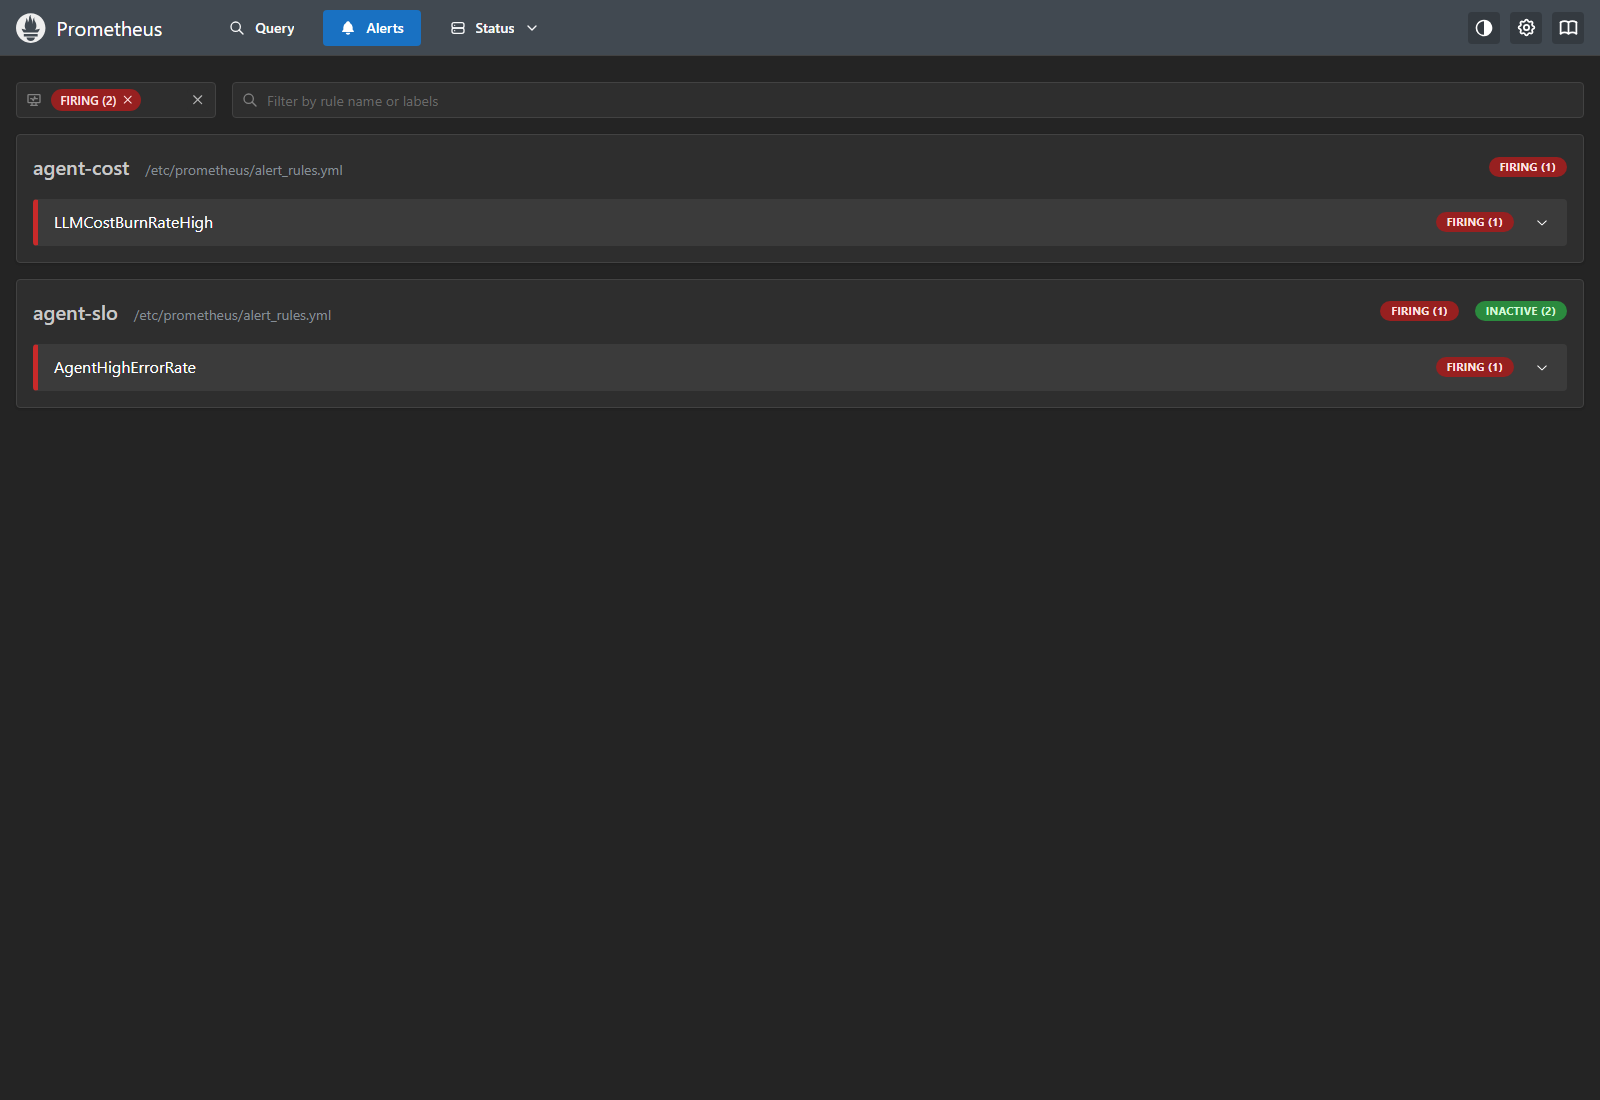 Prometheus Query Alerts Status
FIRING (2) Filter by rule name or labels
agent-cost /etc/prometheus/alert_rules.yml FIRING (1)
LLMCostBurnRateHigh FIRING (1)
agent-slo /etc/prometheus/alert_rules.yml FIRING (1) INACTIVE (2)
AgentHighErrorRate FIRING (1)